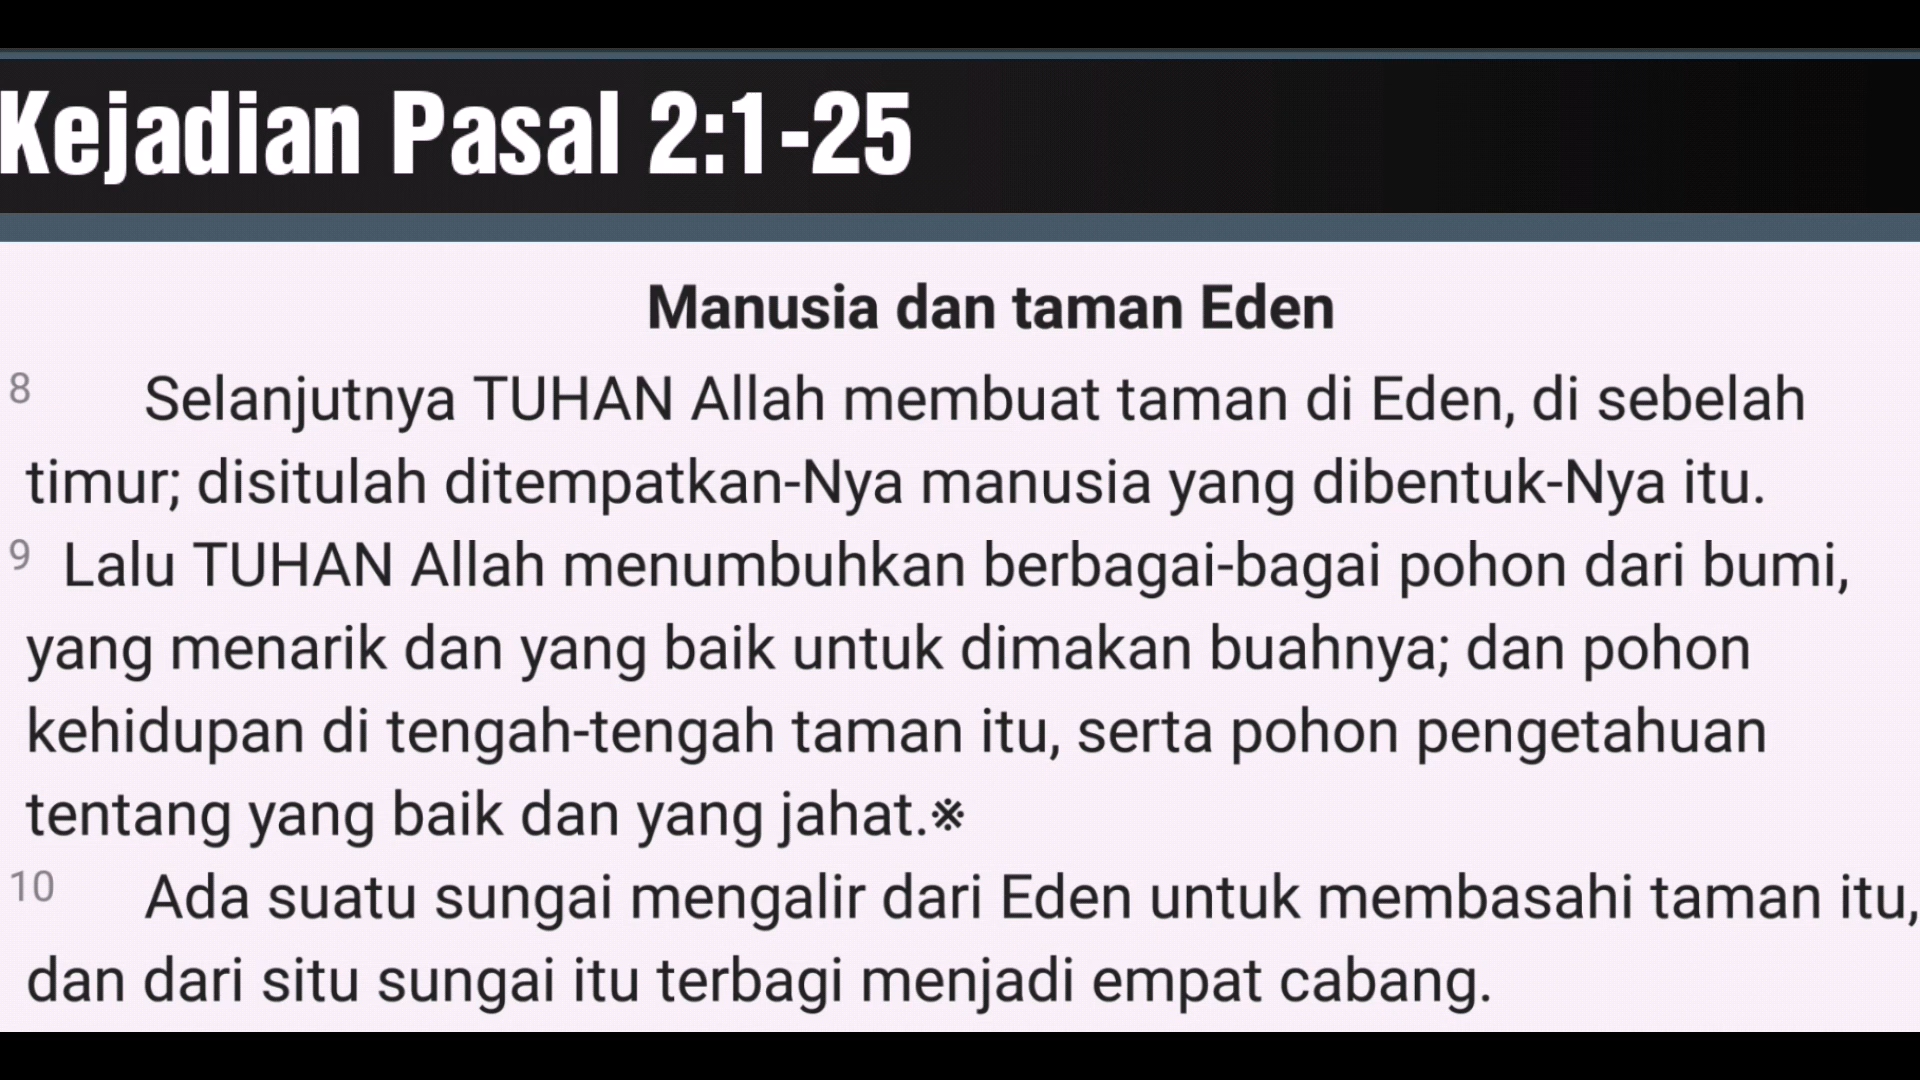 Kejadian Pasal 2:1-25
Manusia dan taman Eden
8 Selanjutnya TUHAN Allah membuat taman di Eden, di sebelah
timur; disitulah ditempatkan-Nya manusia yang dibentuk-Nya itu.
9 Lalu TUHAN Allah menumbuhkan berbagai-bagai pohon dari bumi,
yang menarik dan yang baik untuk dimakan buahnya; dan pohon
kehidupan di tengah-tengah taman itu, serta pohon pengetahuan
tentang yang baik dan yang jahat.※
10 Ada suatu sungai mengalir dari Eden untuk membasahi taman itu,
dan dari situ sungai itu terbagi menjadi empat cabang.